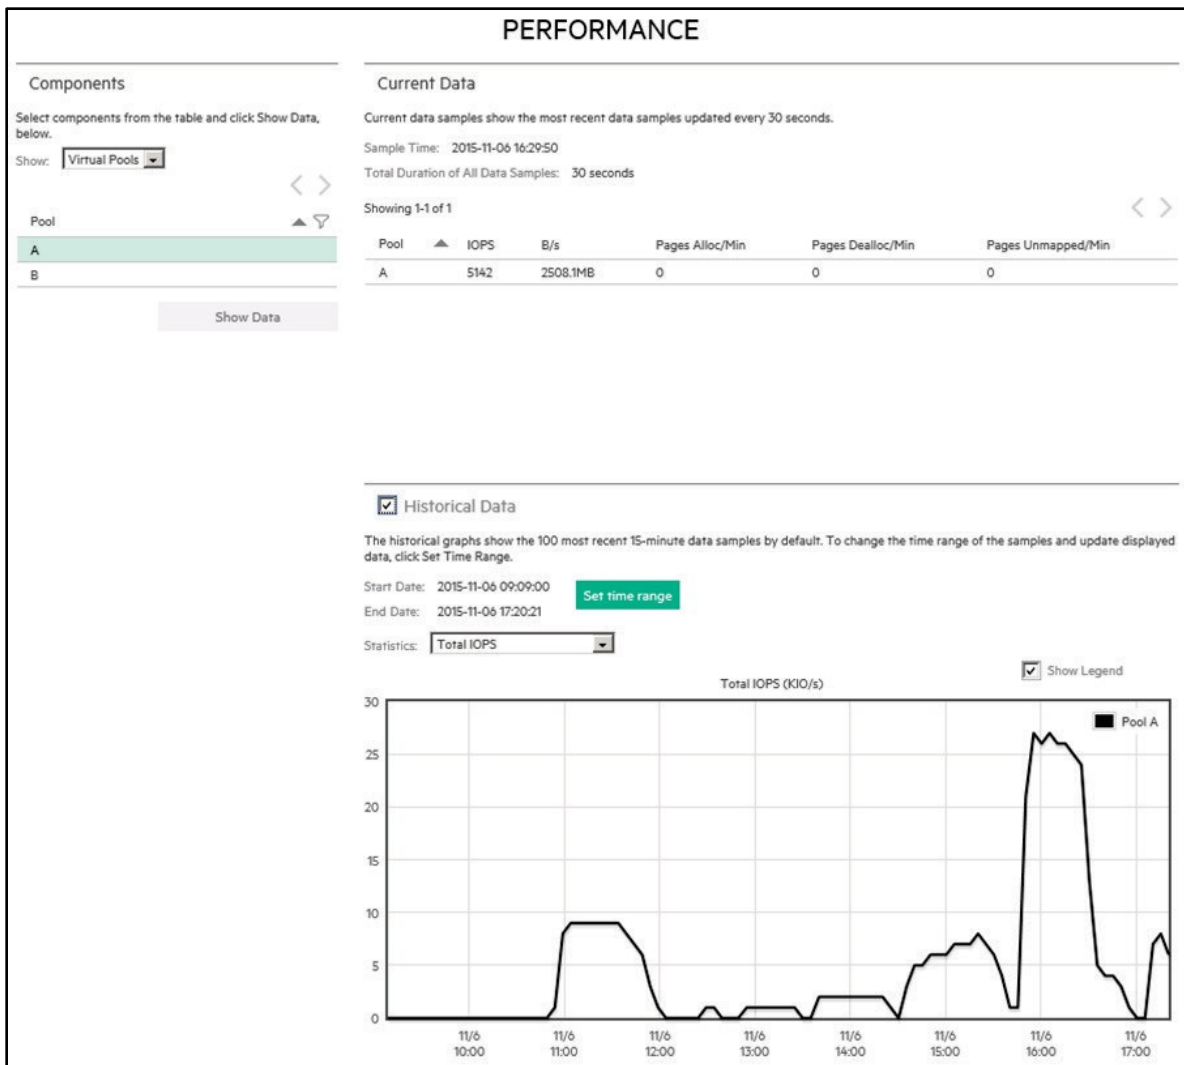 PERFORMANCE
Components
Select components from the table and click Show Data,
below.
Show: Virtual Pools
Pool
A
B
Show Data
Current Data
Current data samples show the most recent data samples updated every 30 seconds.
Sample Time: 2015-11-06 16:29:50
Total Duration of All Data Samples: 30 seconds
Showing 1-1 of 1
Pool IOPS B/s Pages Alloc/Min Pages Dealloc/Min Pages Unmapped/Min
A 5142 2508.1MB 0 0 0
Historical Data
The historical graphs show the 100 most recent 15-minute data samples by default. To change the time range of the samples and update displayed
data, click Set Time Range.
Start Date: 2015-11-06 09:09:00
Set time range
End Date: 2015-11-06 17:20:21
Statistics: Total IOPS
Show Legend
Total IOPS (KIO/s)
Pool A
30
25
20
15
10
5
0
11/6 11/6 11/6 11/6 11/6 11/6 11/6 11/6
10:00 11:00 12:00 13:00 14:00 15:00 16:00 17:00